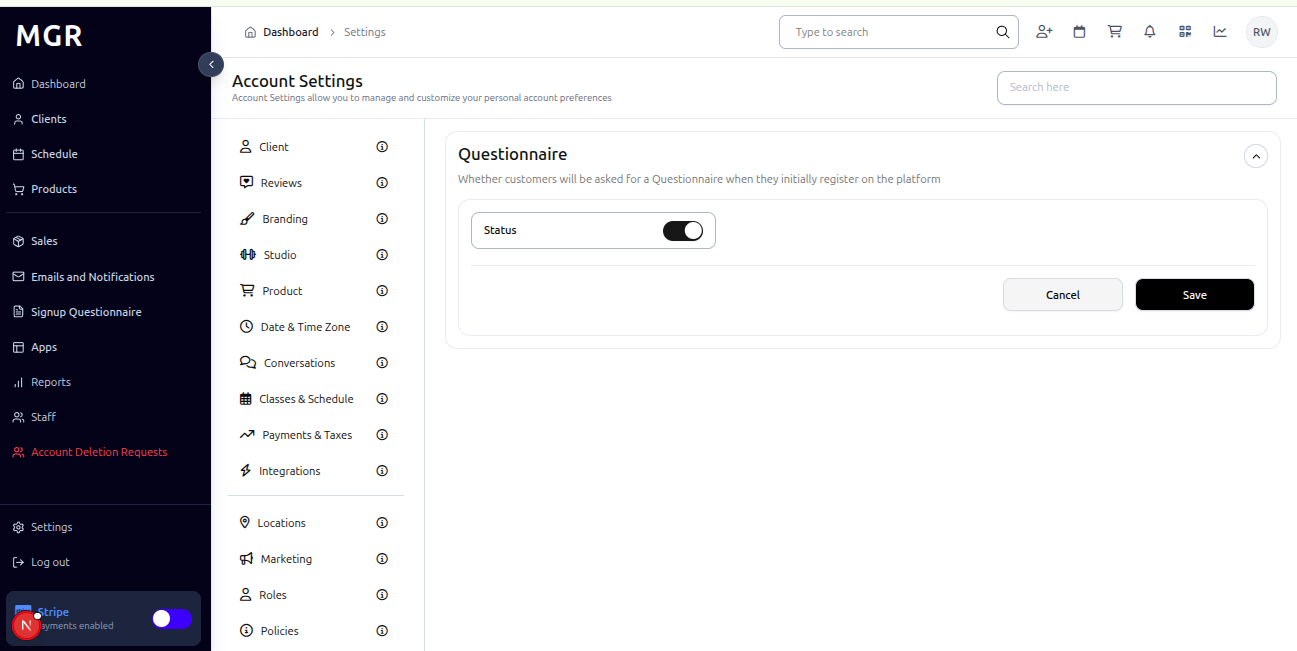 MGR
Dashboard
Clients
Schedule
Products
Sales
Emails and Notifications
Signup Questionnaire
Apps
Reports
Staff
Account Deletion Requests
Settings
Log out
Stripe
ayments enabled
N
Dashboard > Settings
Type to search
RW
Account Settings
Account Settings allow you to manage and customize your personal account preferences
Search here
Client
Reviews
Branding
Studio
Product
Date & Time Zone
Conversations
Classes & Schedule
Payments & Taxes
Integrations
Locations
Marketing
Roles
Policies
Questionnaire
Whether customers will be asked for a Questionnaire when they initially register on the platform
Status
Cancel
Save